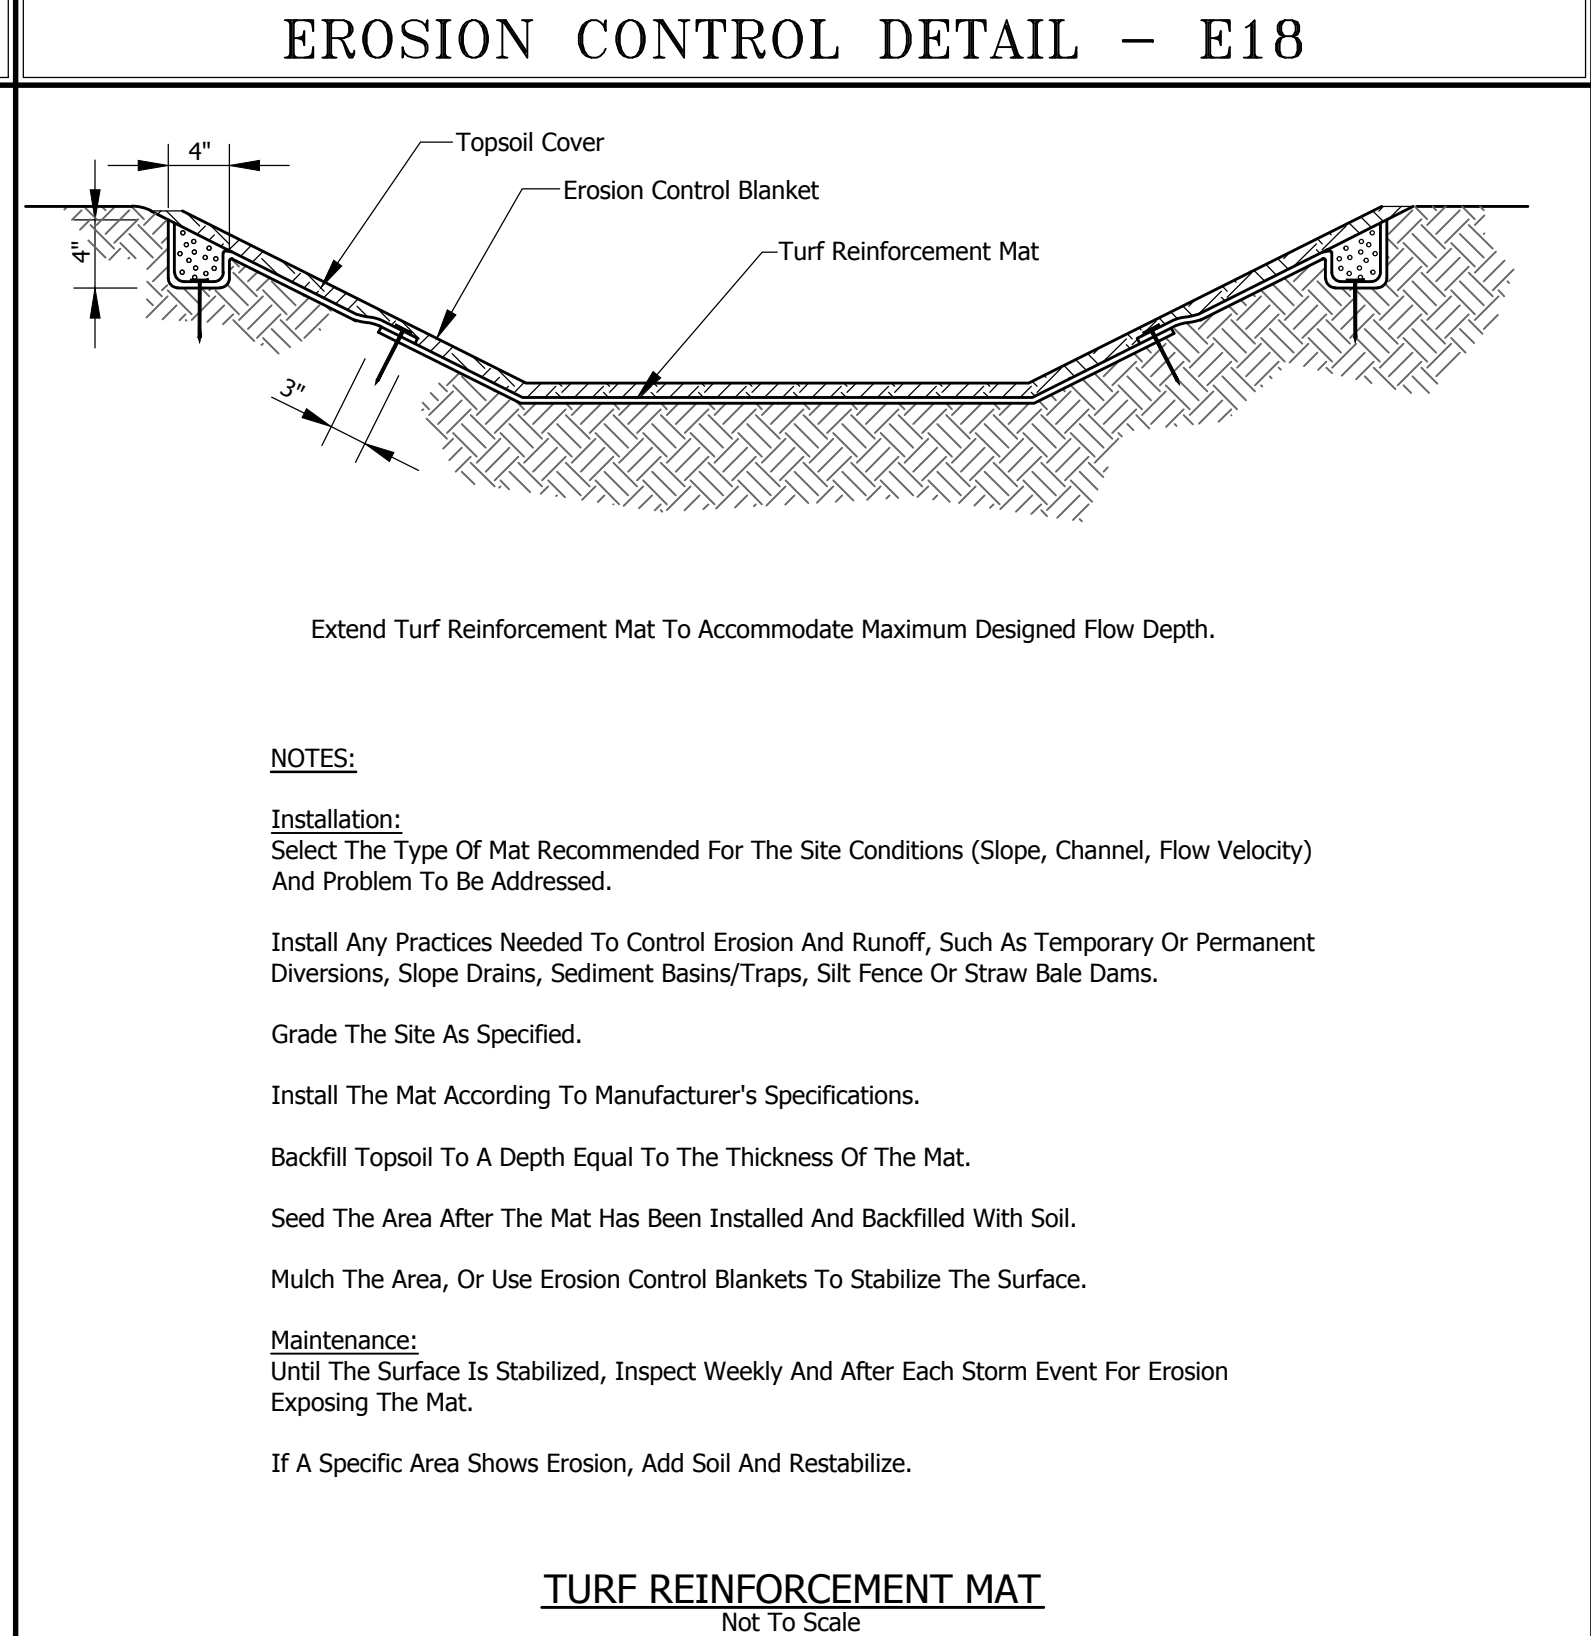 EROSION CONTROL DETAIL - E18
4"
Topsoil Cover
Erosion Control Blanket
4"
Turf Reinforcement Mat
3"
Extend Turf Reinforcement Mat To Accommodate Maximum Designed Flow Depth.
NOTES:
Installation:
Select The Type Of Mat Recommended For The Site Conditions (Slope, Channel, Flow Velocity)
And Problem To Be Addressed.
Install Any Practices Needed To Control Erosion And Runoff, Such As Temporary Or Permanent
Diversions, Slope Drains, Sediment Basins/Traps, Silt Fence Or Straw Bale Dams.
Grade The Site As Specified.
Install The Mat According To Manufacturer's Specifications.
Backfill Topsoil To A Depth Equal To The Thickness Of The Mat.
Seed The Area After The Mat Has Been Installed And Backfilled With Soil.
Mulch The Area, Or Use Erosion Control Blankets To Stabilize The Surface.
Maintenance:
Until The Surface Is Stabilized, Inspect Weekly And After Each Storm Event For Erosion
Exposing The Mat.
If A Specific Area Shows Erosion, Add Soil And Restabilize.
TURF REINFORCEMENT MAT
Not To Scale